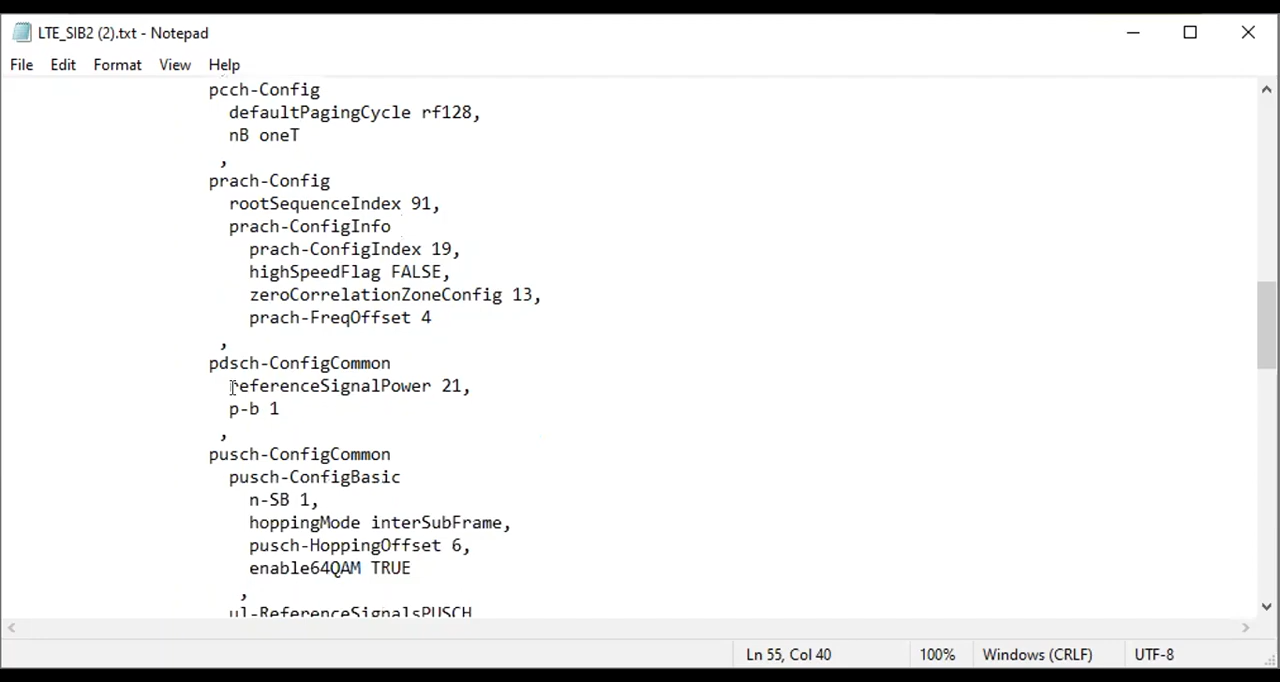 LTE_SIB2 (2).txt - Notepad
File Edit Format View Help
pcch-Config
defaultPagingCycle rf128,
nB oneT
,
prach-Config
rootSequenceIndex 91,
prach-ConfigInfo
prach-ConfigIndex 19,
highSpeedFlag FALSE,
zeroCorrelationZoneConfig 13,
prach-FreqOffset 4
,
pdsch-ConfigCommon
referenceSignalPower 21,
p-b 1
,
pusch-ConfigCommon
pusch-ConfigBasic
n-SB 1,
hoppingMode interSubFrame,
pusch-HoppingOffset 6,
enable64QAM TRUE
,
ul-ReferenceSignalsPUSCH
Ln 55, Col 40 100% Windows (CRLF) UTF-8